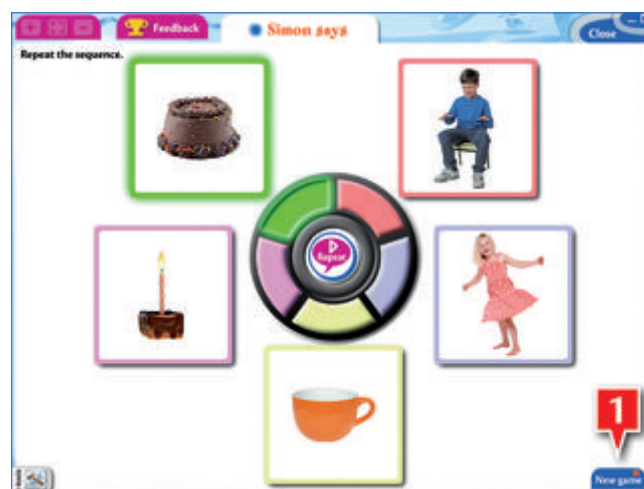 Feedback
Simon says
Close
Repeat the sequence.
Repeat
1
New game